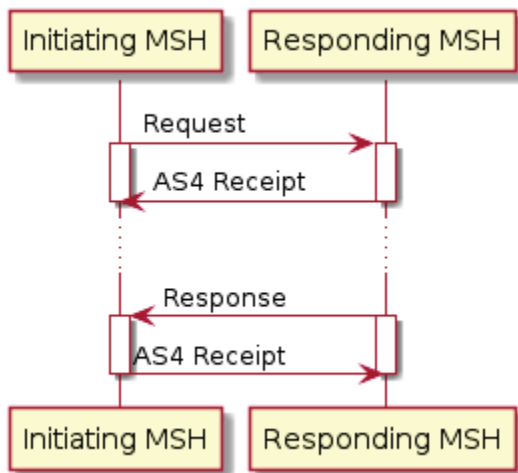 Initiating MSH
Responding MSH
Request
AS4 Receipt
Response
AS4 Receipt
Initiating MSH
Responding MSH